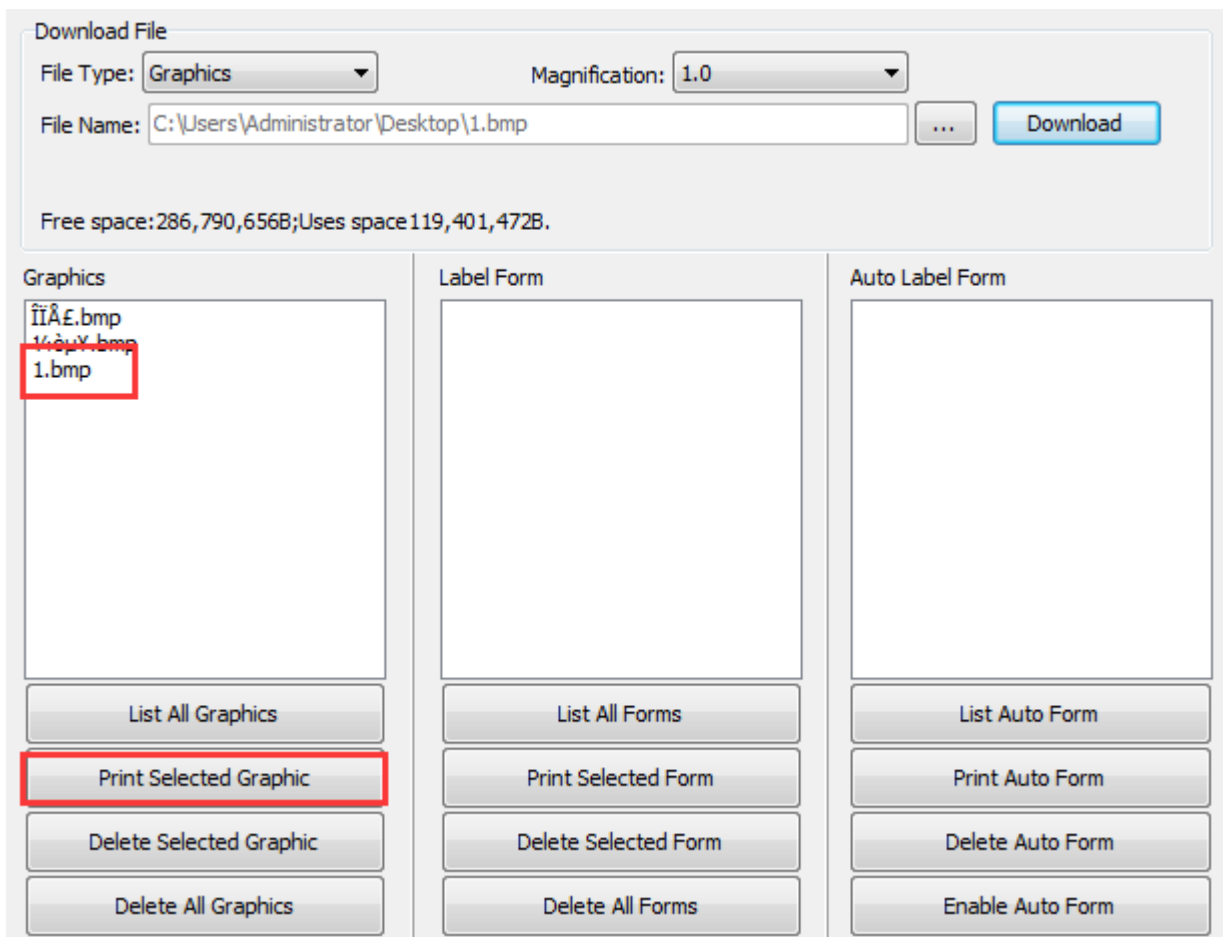 Download File
File Type: Graphics Magnification: 1.0
File Name: C:\Users\Administrator\Desktop\1.bmp ... Download
Free space:286,790,656B;Uses space119,401,472B.
Graphics Label Form Auto Label Form
ÎÏÅ£.bmp
¼òµ¥.bmp
1.bmp
List All Graphics List All Forms List Auto Form
Print Selected Graphic Print Selected Form Print Auto Form
Delete Selected Graphic Delete Selected Form Delete Auto Form
Delete All Graphics Delete All Forms Enable Auto Form